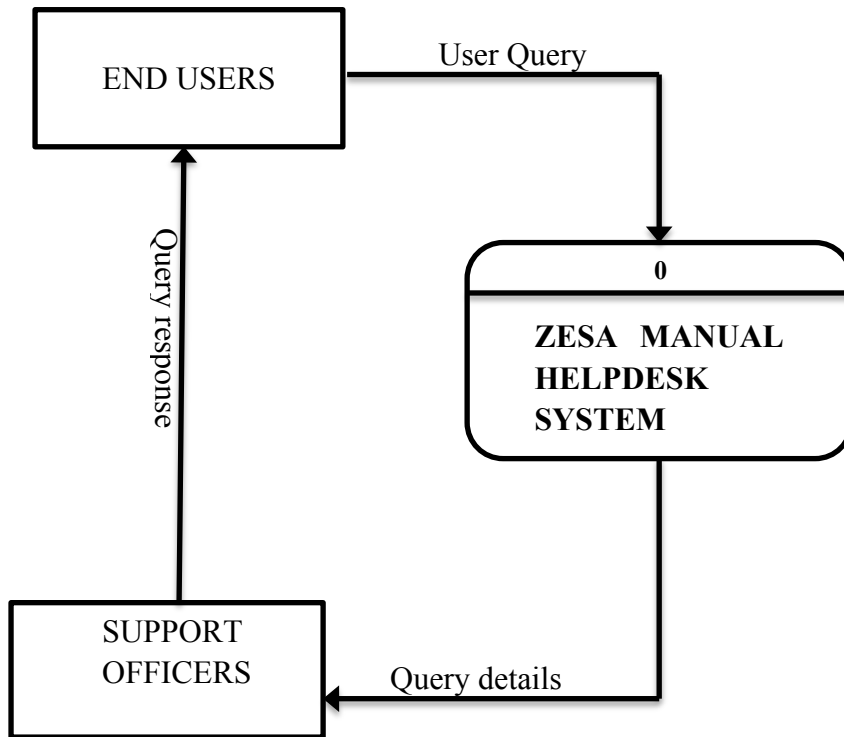 END USERS
User Query
0
ZESA MANUAL
HELPDESK
SYSTEM
Query response
SUPPORT
OFFICERS
Query details